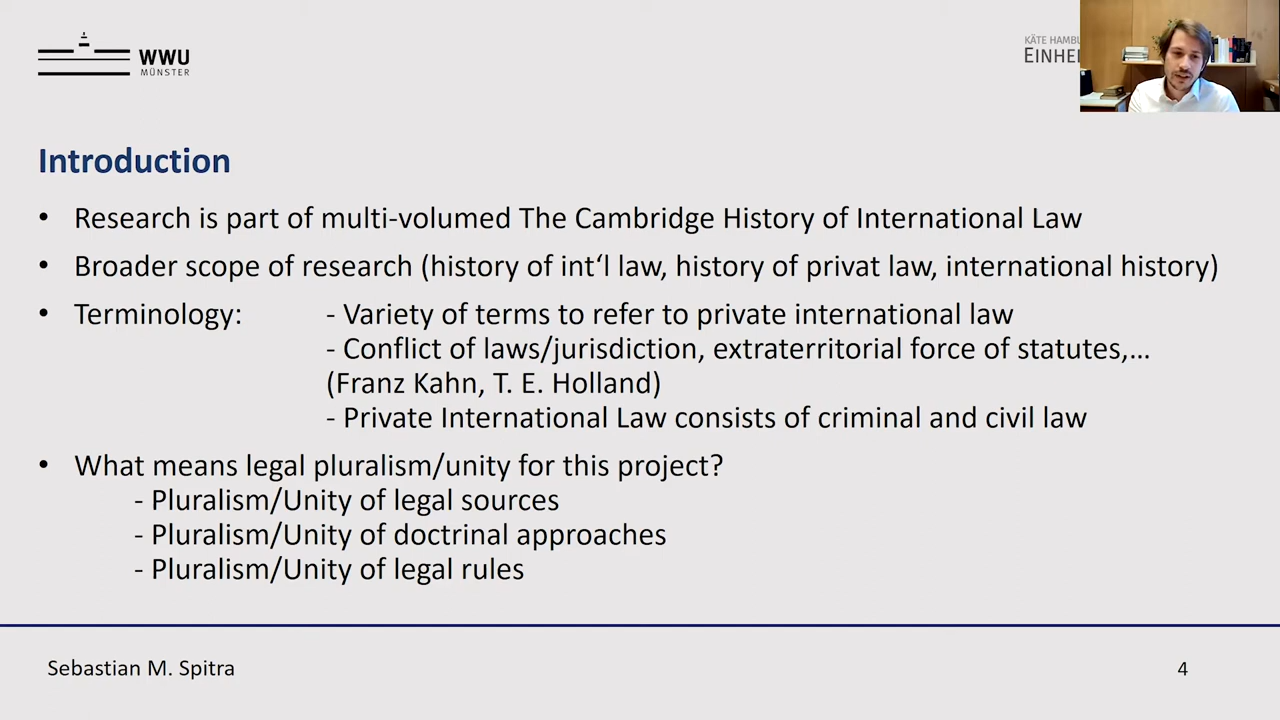 WWU
MÜNSTER
KÄTE HAMBU
EINHEI
Introduction
• Research is part of multi-volumed The Cambridge History of International Law
• Broader scope of research (history of int‘l law, history of privat law, international history)
• Terminology: - Variety of terms to refer to private international law
- Conflict of laws/jurisdiction, extraterritorial force of statutes,…
(Franz Kahn, T. E. Holland)
- Private International Law consists of criminal and civil law
• What means legal pluralism/unity for this project?
- Pluralism/Unity of legal sources
- Pluralism/Unity of doctrinal approaches
- Pluralism/Unity of legal rules
Sebastian M. Spitra
4